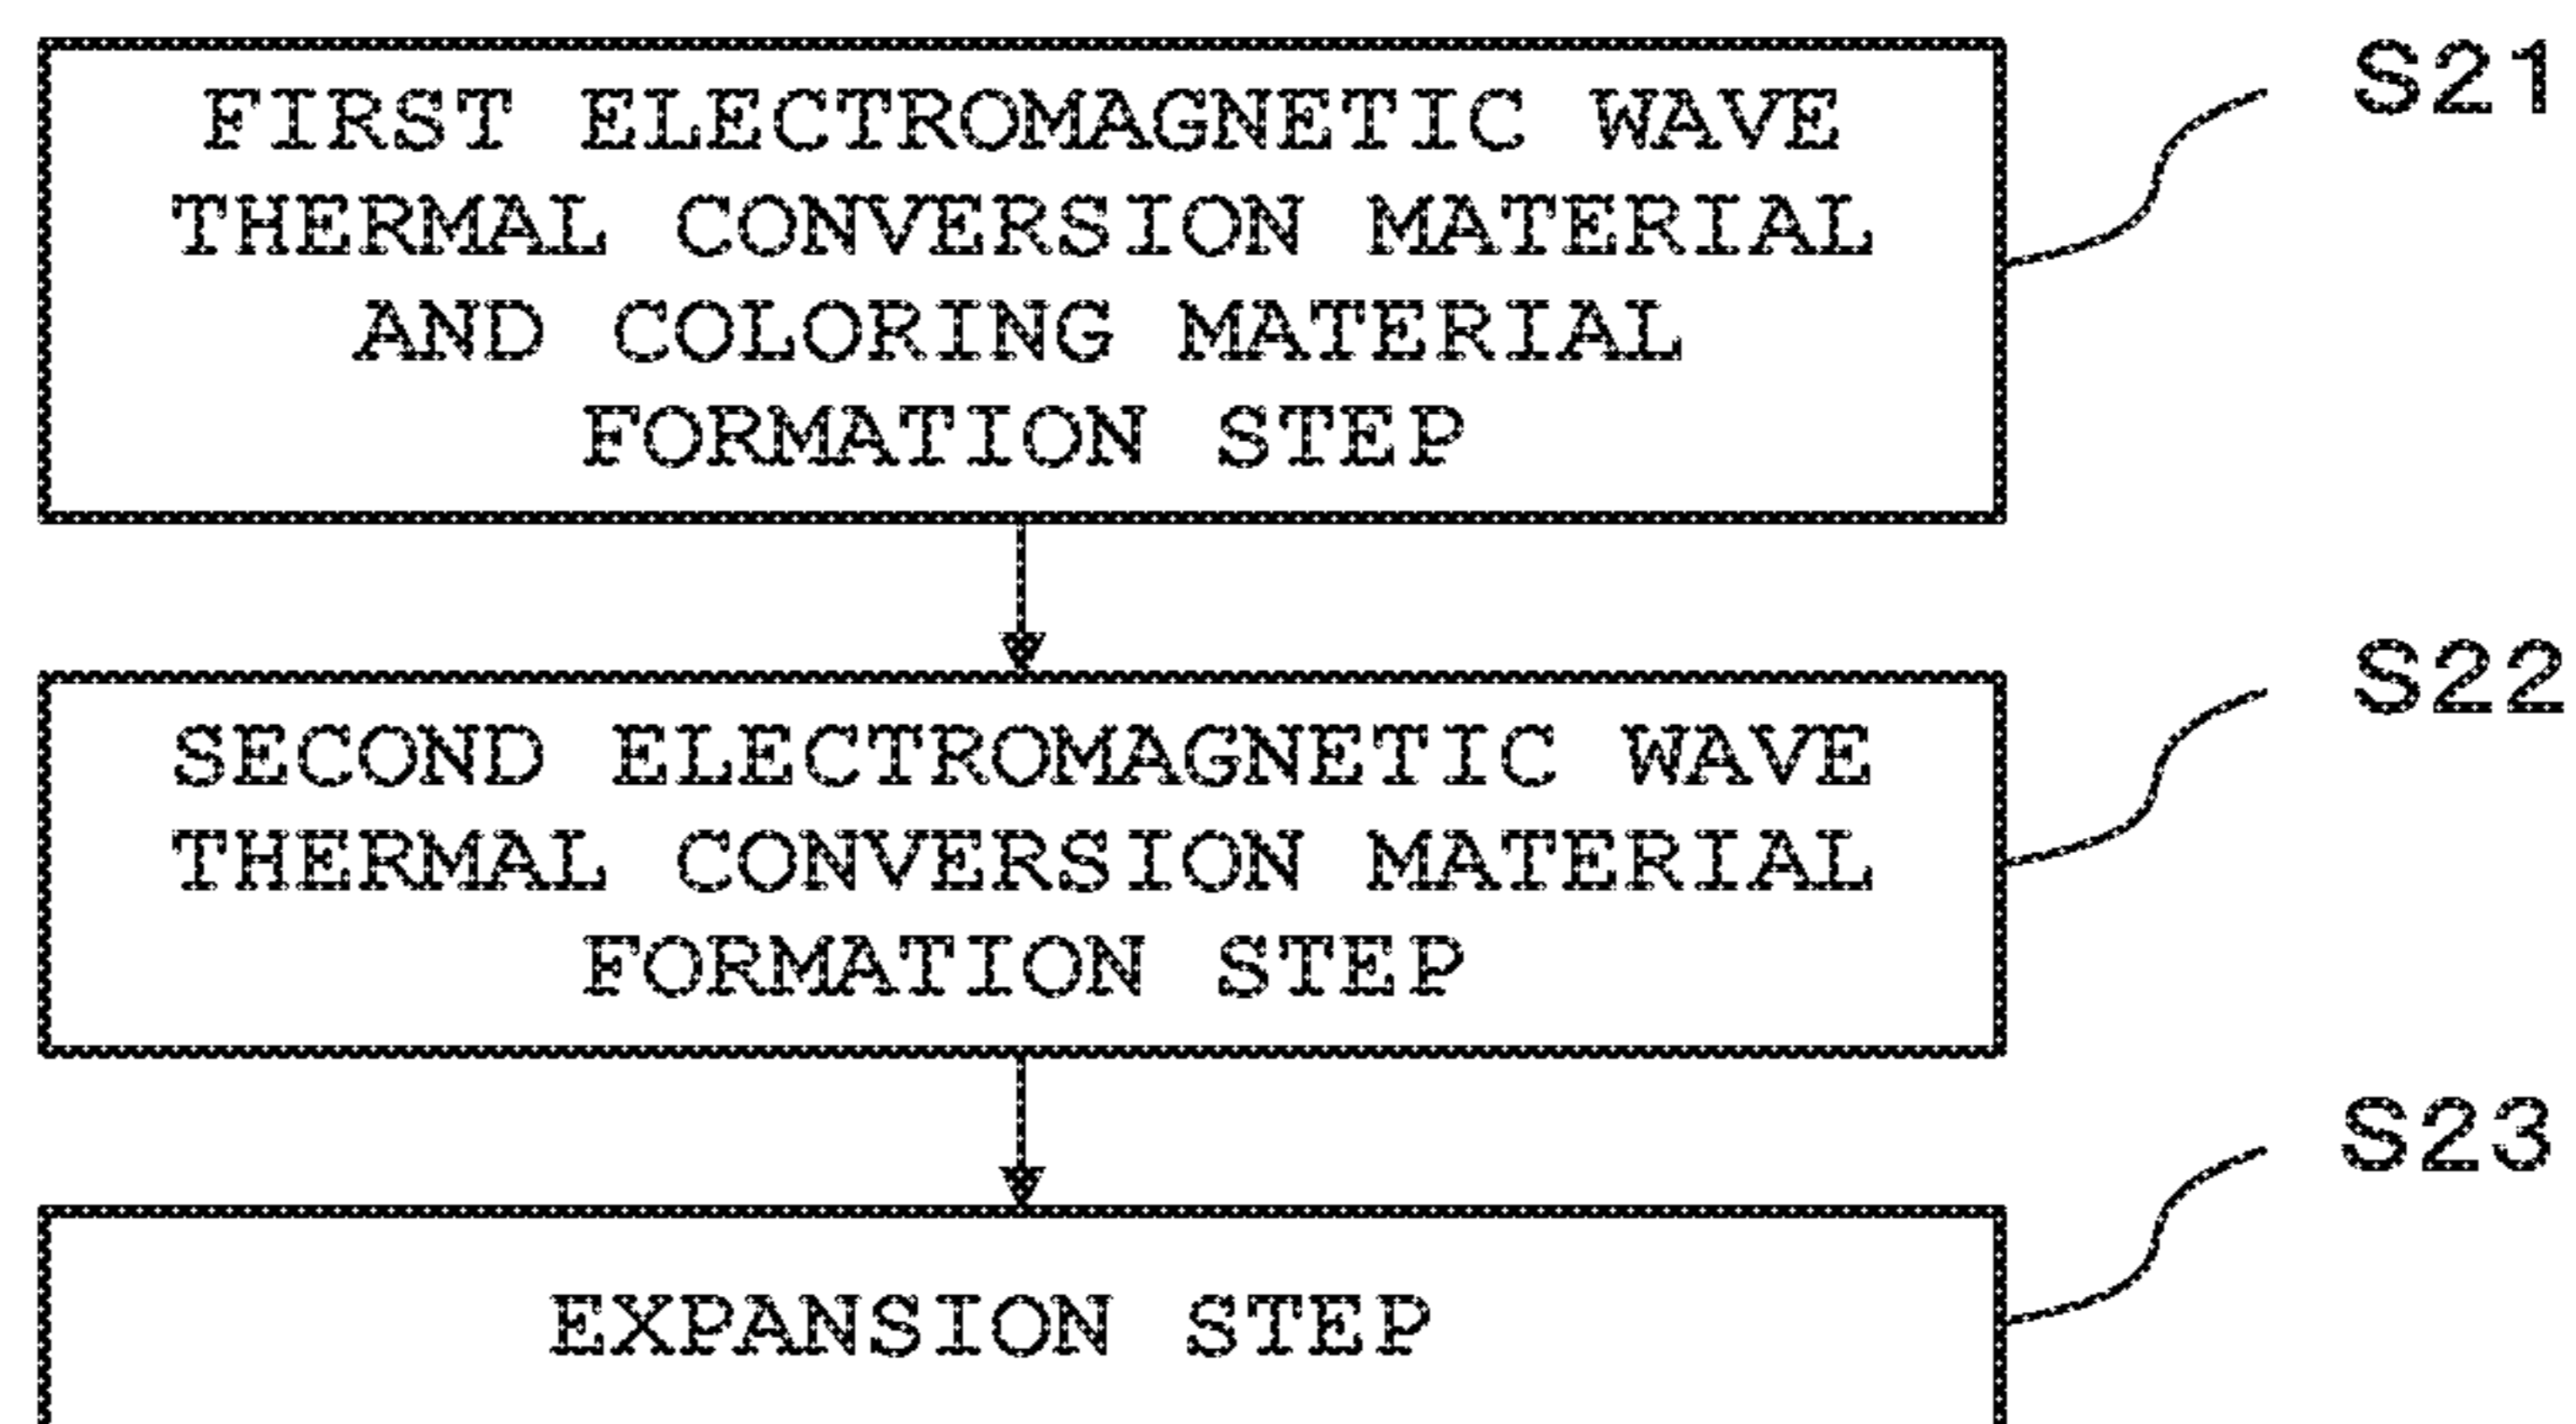 FIRST ELECTROMAGNETIC WAVE
THERMAL CONVERSION MATERIAL
AND COLORING MATERIAL
FORMATION STEP
S21
SECOND ELECTROMAGNETIC WAVE
THERMAL CONVERSION MATERIAL
FORMATION STEP
S22
EXPANSION STEP
S23